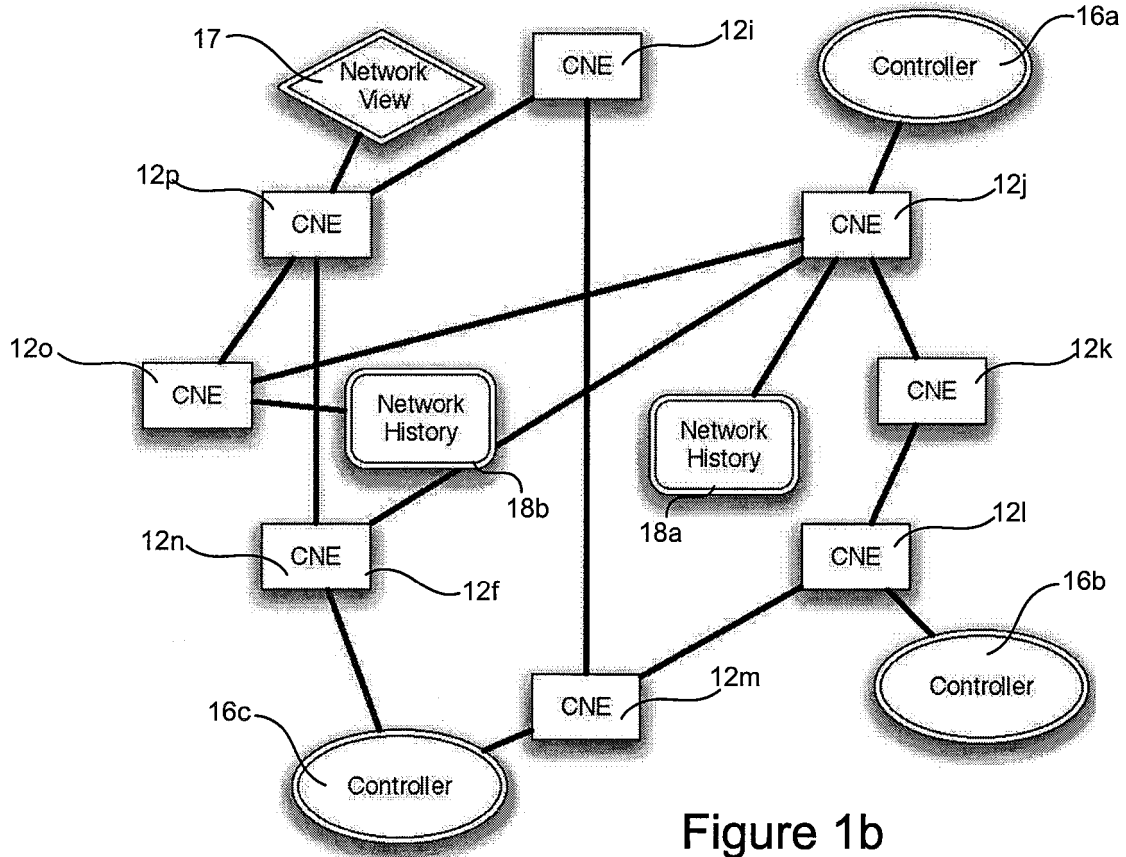 17
Network
View
CNE
12i
Controller
16a
12p
CNE
CNE
12j
12o
CNE
Network
History
18b
Network
History
18a
CNE
12k
12n
CNE
12f
CNE
12l
16b
Controller
CNE
12m
16c
Controller
Figure 1b